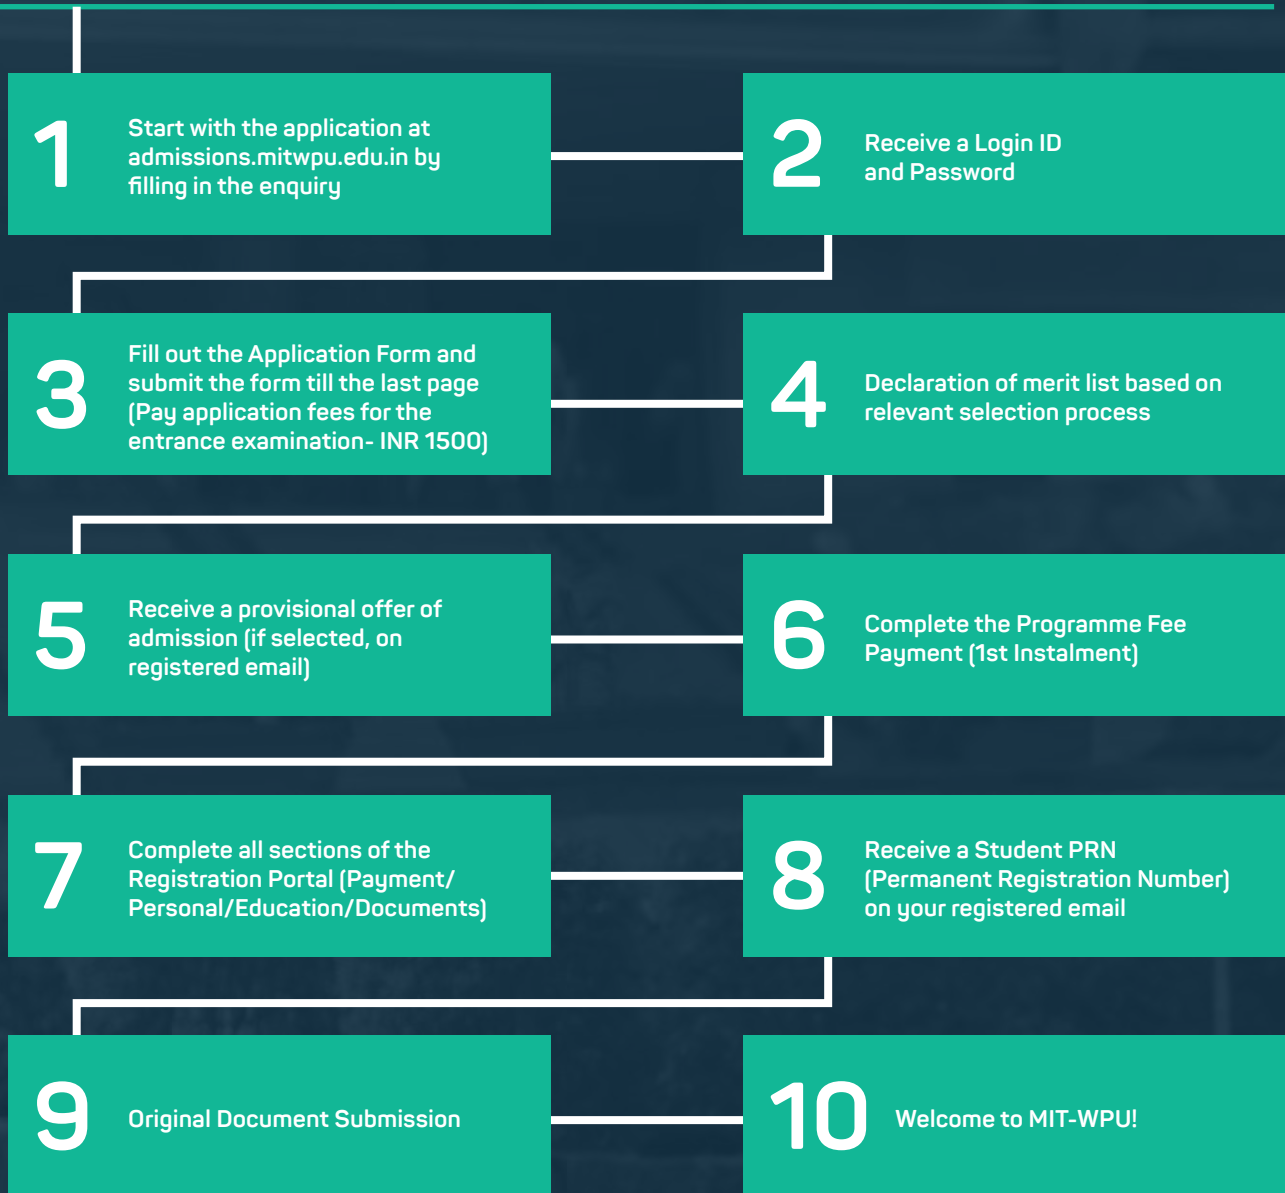 1
Start with the application at
admissions.mitwpu.edu.in by
filling in the enquiry
2
Receive a Login ID
and Password
3
Fill out the Application Form and
submit the form till the last page
(Pay application fees for the
entrance examination- INR 1500)
4
Declaration of merit list based on
relevant selection process
5
Receive a provisional offer of
admission (if selected, on
registered email)
6
Complete the Programme Fee
Payment (1st Instalment)
7
Complete all sections of the
Registration Portal (Payment/
Personal/Education/Documents)
8
Receive a Student PRN
(Permanent Registration Number)
on your registered email
9
Original Document Submission
10
Welcome to MIT-WPU!